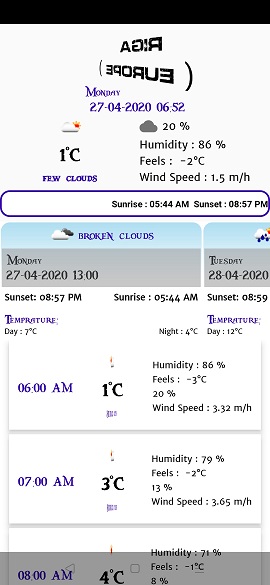 RIGA
( EUROPE )
Monday
27-04-2020 06:52
20 %
1°C
Humidity : 86 %
Feels : -2°C
few clouds
Wind Speed : 1.5 m/h
Sunrise : 05:44 AM Sunset : 08:57 PM
broken clouds
Monday
27-04-2020 13:00
Tuesday
28-04-2020
Sunset: 08:57 PM
Sunrise : 05:44 AM
Sunset: 08:59
Temprature:
Day : 7°C
Night : 4°C
Temprature:
Day : 12°C
06:00 AM
1°C
Humidity : 86 %
Feels : -3°C
20 %
Wind Speed : 3.32 m/h
07:00 AM
3°C
Humidity : 79 %
Feels : -2°C
13 %
Wind Speed : 3.65 m/h
08:00 AM
4°C
Humidity : 71 %
Feels : -1°C
8 %